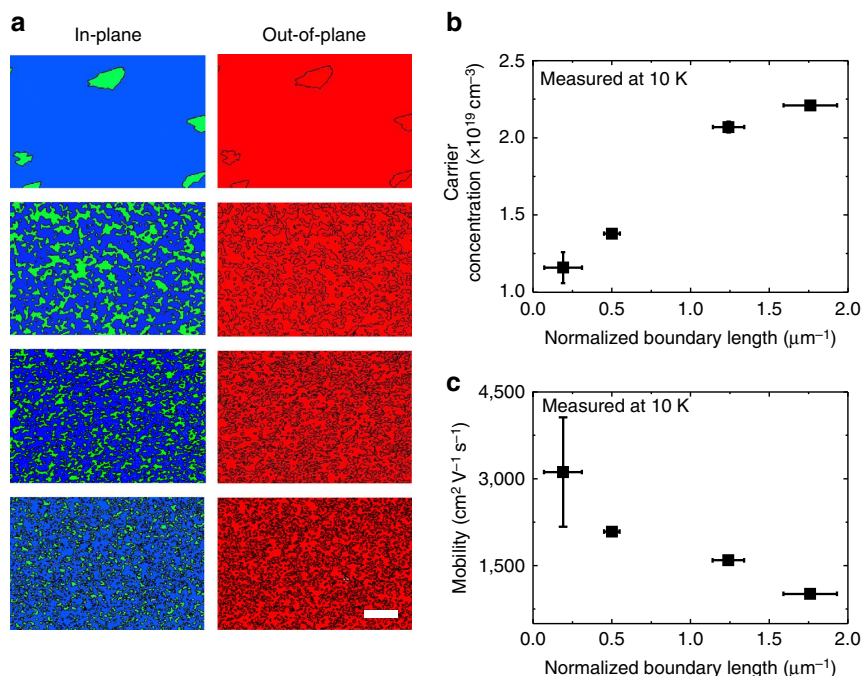 a
In-plane Out-of-plane
b
Measured at 10 K
2.5
2.0
1.5
1.0
Carrier
concentration (×10¹⁹ cm⁻³)
0.0 0.5 1.0 1.5 2.0
Normalized boundary length (μm⁻¹)
c
Measured at 10 K
4,500
3,000
1,500
Mobility (cm² V⁻¹ s⁻¹)
0.0 0.5 1.0 1.5 2.0
Normalized boundary length (μm⁻¹)